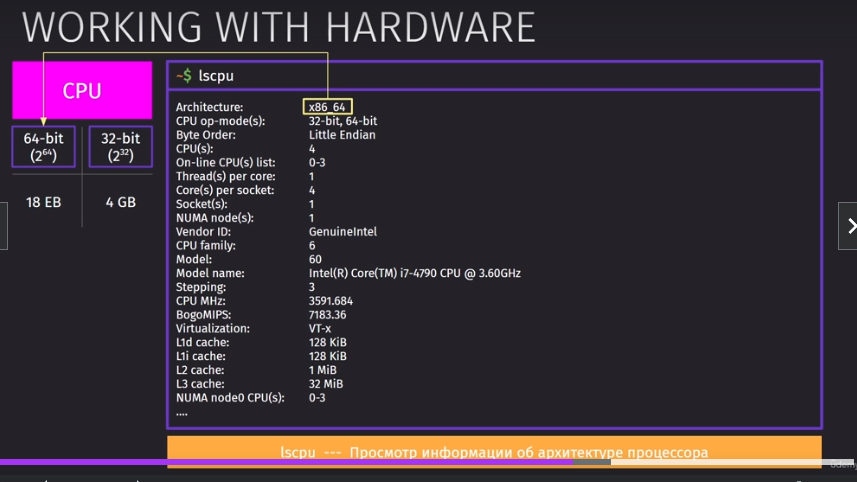 WORKING WITH HARDWARE
CPU
64-bit
(2⁶⁴)
32-bit
(2³²)
18 EB
4 GB
~$ lscpu
Architecture: x86_64
CPU op-mode(s): 32-bit, 64-bit
Byte Order: Little Endian
CPU(s): 4
On-line CPU(s) list: 0-3
Thread(s) per core: 1
Core(s) per socket: 4
Socket(s): 1
NUMA node(s): 1
Vendor ID: GenuineIntel
CPU family: 6
Model: 60
Model name: Intel(R) Core(TM) i7-4790 CPU @ 3.60GHz
Stepping: 3
CPU MHz: 3591.684
BogoMIPS: 7183.36
Virtualization: VT-x
L1d cache: 128 KiB
L1i cache: 128 KiB
L2 cache: 1 MiB
L3 cache: 32 MiB
NUMA node0 CPU(s): 0-3
....
lscpu --- Просмотр информации об архитектуре процессора